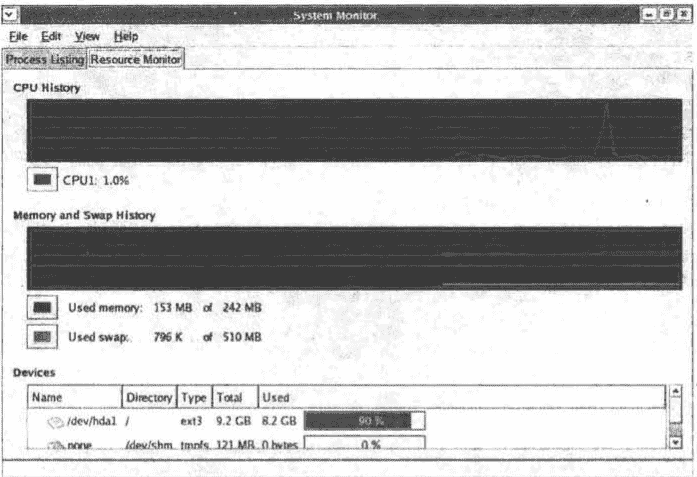 System Monitor
File Edit View Help
Process Listing Resource Monitor
CPU History
CPU1: 1.0%
Memory and Swap History
Used memory: 153 MB of 242 MB
Used swap: 796 K of 510 MB
Devices
Name Directory Type Total Used
/dev/hda1 / ext3 9.2 GB 8.2 GB 90 %
none /dev/shm tmpfs 121 MB 0 bytes 0 %